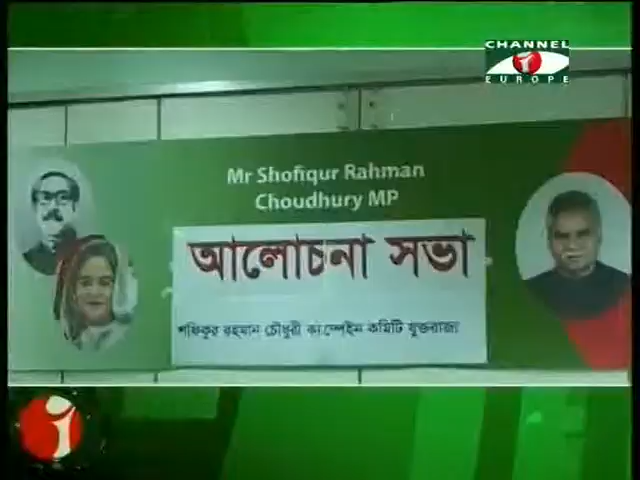 CHANNEL
i
EUROPE
Mr Shofiqur Rahman
Choudhury MP
আলোচনা সভা
শফিকুর রহমান চৌধুরী ক্যাম্পেইন কমিটি যুক্তরাজ্য
i